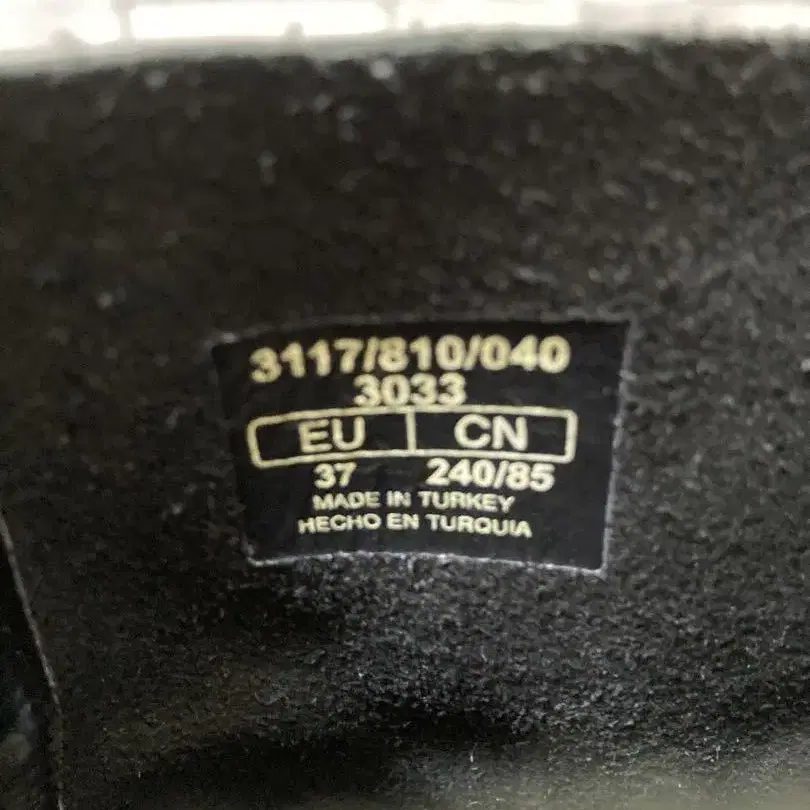 3117/810/040
3033
EU CN
37 240/85
MADE IN TURKEY
HECHO EN TURQUIA